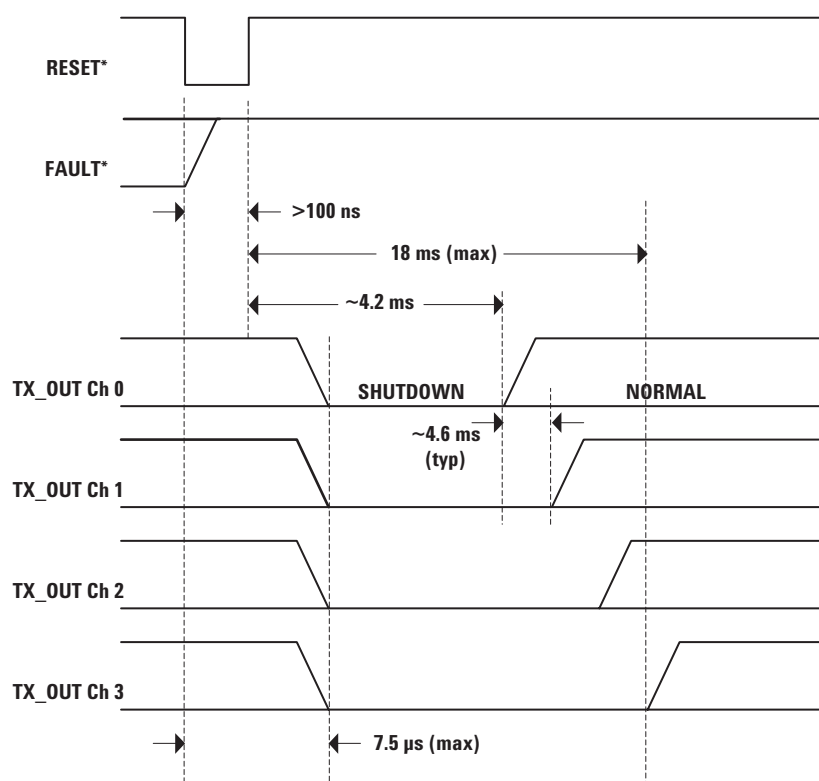 RESET*
FAULT*
>100 ns
18 ms (max)
~4.2 ms
TX_OUT Ch 0
SHUTDOWN
NORMAL
~4.6 ms
(typ)
TX_OUT Ch 1
TX_OUT Ch 2
TX_OUT Ch 3
7.5 µs (max)